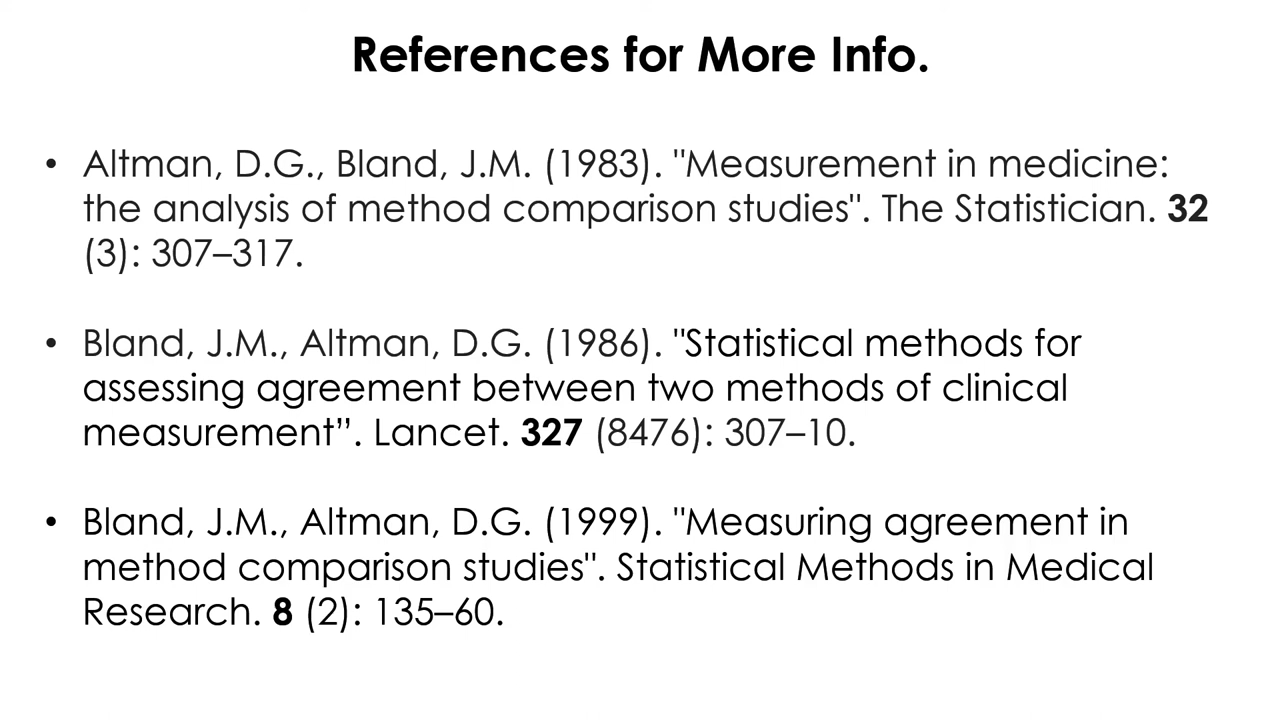 References for More Info.
• Altman, D.G., Bland, J.M. (1983). "Measurement in medicine:
the analysis of method comparison studies". The Statistician. 32
(3): 307–317.
• Bland, J.M., Altman, D.G. (1986). "Statistical methods for
assessing agreement between two methods of clinical
measurement”. Lancet. 327 (8476): 307–10.
• Bland, J.M., Altman, D.G. (1999). "Measuring agreement in
method comparison studies". Statistical Methods in Medical
Research. 8 (2): 135–60.